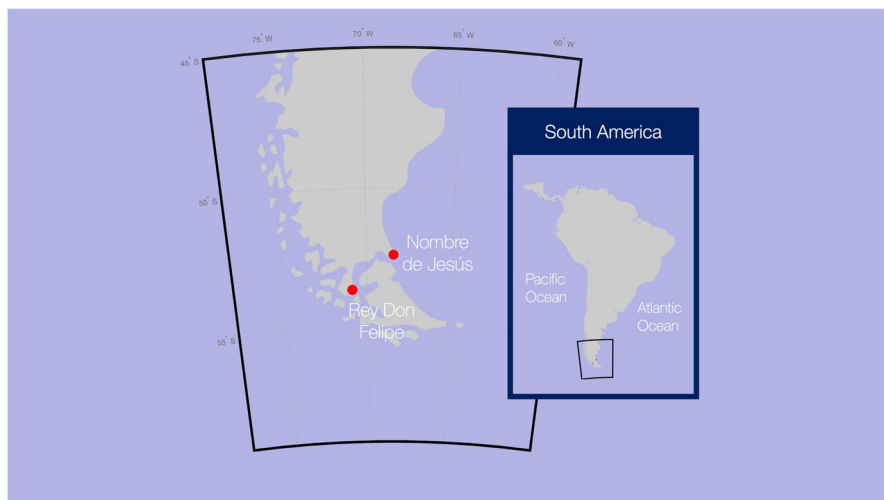 75° W
70° W
65° W
60° W
45° S
50° S
55° S
Nombre
de Jesús
Rey Don
Felipe
South America
Pacific
Ocean
Atlantic
Ocean